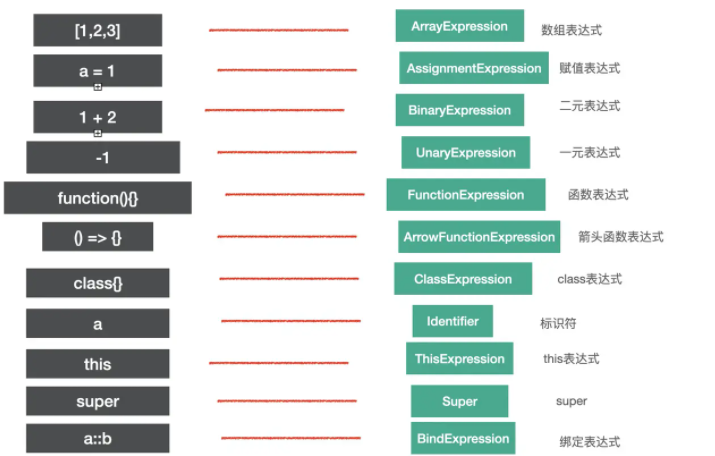 [1,2,3] ArrayExpression 数组表达式
a = 1 AssignmentExpression 赋值表达式
1 + 2 BinaryExpression 二元表达式
-1 UnaryExpression 一元表达式
function(){} FunctionExpression 函数表达式
() => {} ArrowFunctionExpression 箭头函数表达式
class{} ClassExpression class表达式
a Identifier 标识符
this ThisExpression this表达式
super Super super
a::b BindExpression 绑定表达式